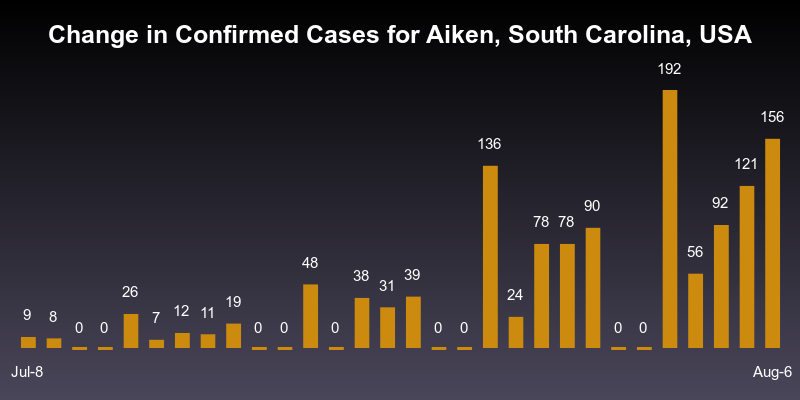 Change in Confirmed Cases for Aiken, South Carolina, USA
9 8 0 0 26 7 12 11 19 0 0 48 0 38 31 39 0 0 136 24 78 78 90 0 0 192 56 92 121 156
Jul-8 Aug-6